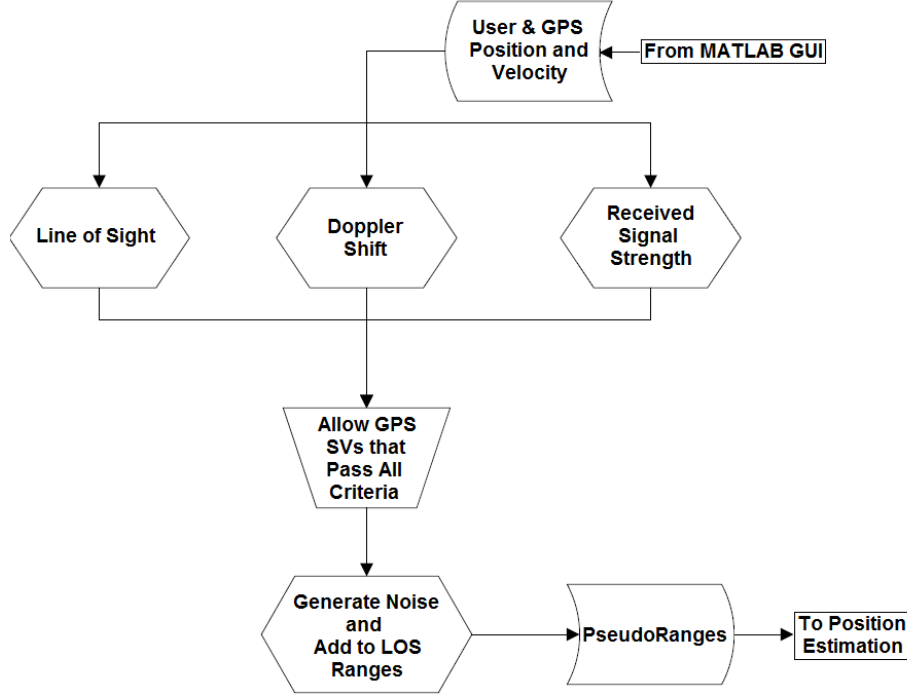 User & GPS
Position and
Velocity
From MATLAB GUI
Line of Sight
Doppler
Shift
Received
Signal
Strength
Allow GPS
SVs that
Pass All
Criteria
Generate Noise
and
Add to LOS
Ranges
PseudoRanges
To Position
Estimation